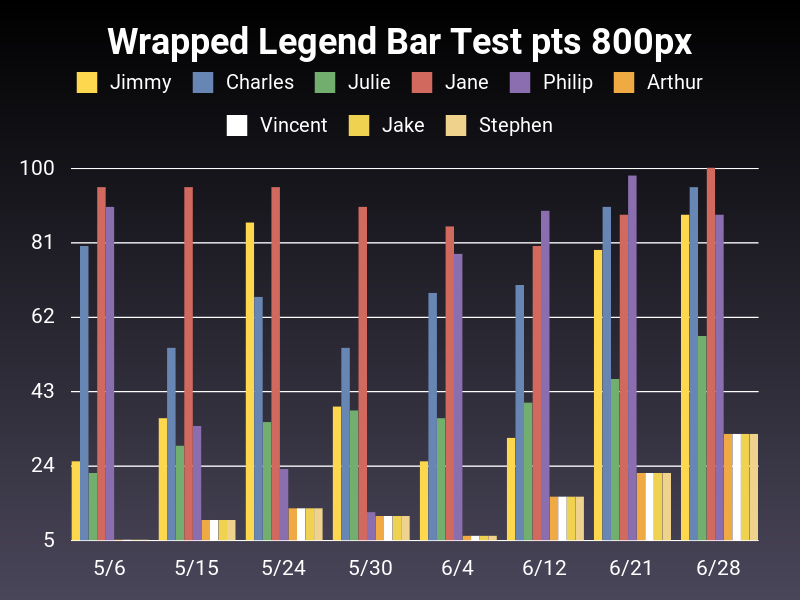 Wrapped Legend Bar Test pts 800px
Jimmy Charles Julie Jane Philip Arthur
Vincent Jake Stephen
100
81
62
43
24
5
5/6 5/15 5/24 5/30 6/4 6/12 6/21 6/28